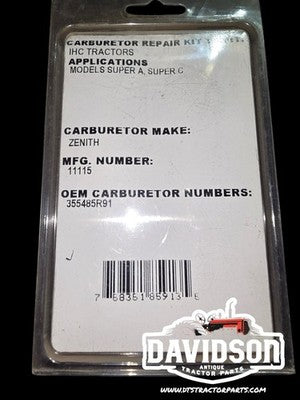 CARBURETOR REPAIR KIT
IHC TRACTORS
APPLICATIONS
MODELS SUPER A, SUPER C
CARBURETOR MAKE:
ZENITH
MFG. NUMBER:
11115
OEM CARBURETOR NUMBERS:
355485R91
DAVIDSON
ANTIQUE
TRACTOR PARTS
WWW.DTSTRACTORPARTS.COM